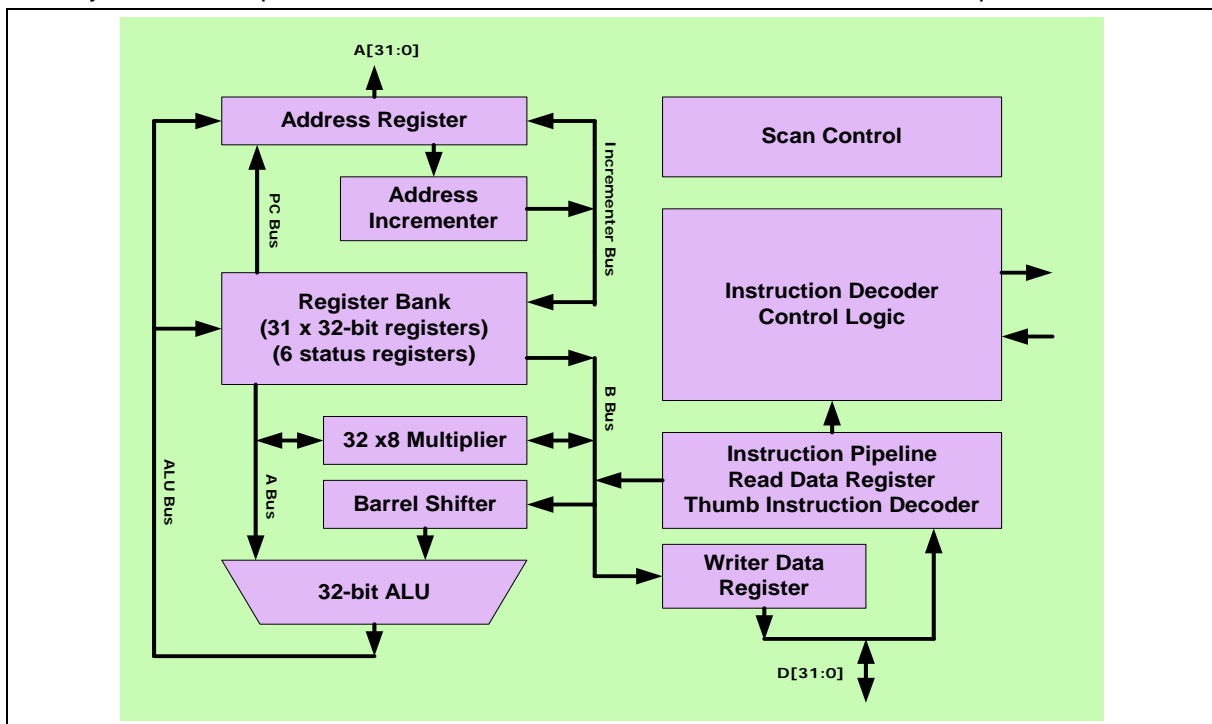 A[31:0]
Address Register
Scan Control
Address
Incrementer
PC Bus
Incrementer Bus
Register Bank
(31 x 32-bit registers)
(6 status registers)
Instruction Decoder
Control Logic
B Bus
32 x8 Multiplier
Instruction Pipeline
Read Data Register
Thumb Instruction Decoder
ALU Bus
A Bus
Barrel Shifter
Writer Data
Register
32-bit ALU
D[31:0]